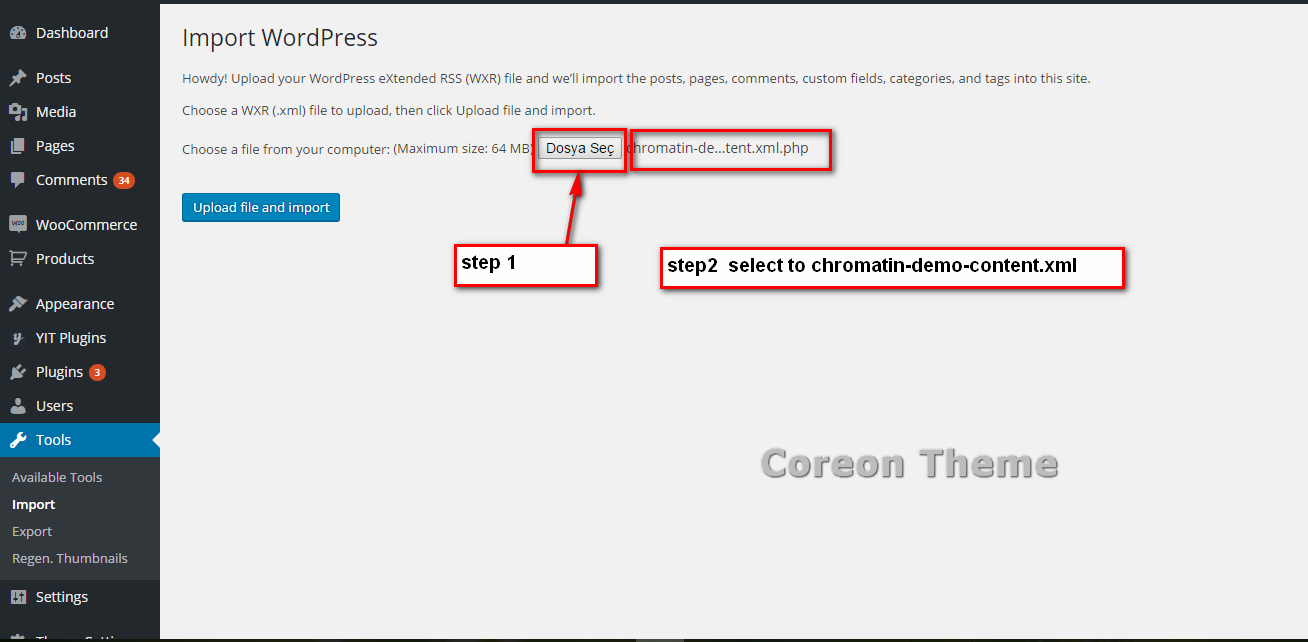 Dashboard
Posts
Media
Pages
Comments 34
WooCommerce
Products
Appearance
YIT Plugins
Plugins 3
Users
Tools
Available Tools
Import
Export
Regen. Thumbnails
Settings
Import WordPress
Howdy! Upload your WordPress eXtended RSS (WXR) file and we'll import the posts, pages, comments, custom fields, categories, and tags into this site.
Choose a WXR (.xml) file to upload, then click Upload file and import.
Choose a file from your computer: (Maximum size: 64 MB) Dosya Seç chromatin-de...tent.xml.php
Upload file and import
step 1
step2 select to chromatin-demo-content.xml
Coreon Theme